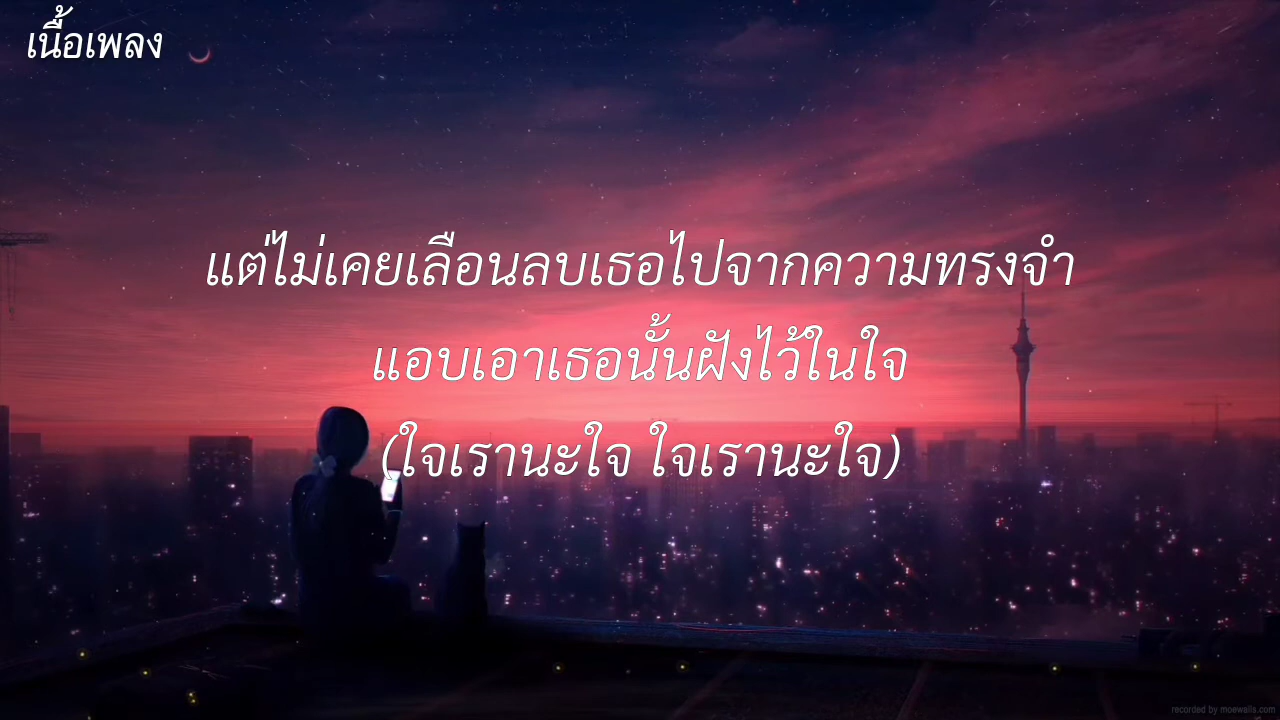 เนื้อเพลง
แต่ไม่เคยเลือนลบเธอไปจากความทรงจำ
แอบเอาเธอนั้นฝังไว้ในใจ
(ใจเรานะใจ ใจเรานะใจ)
recorded by moewalls.com